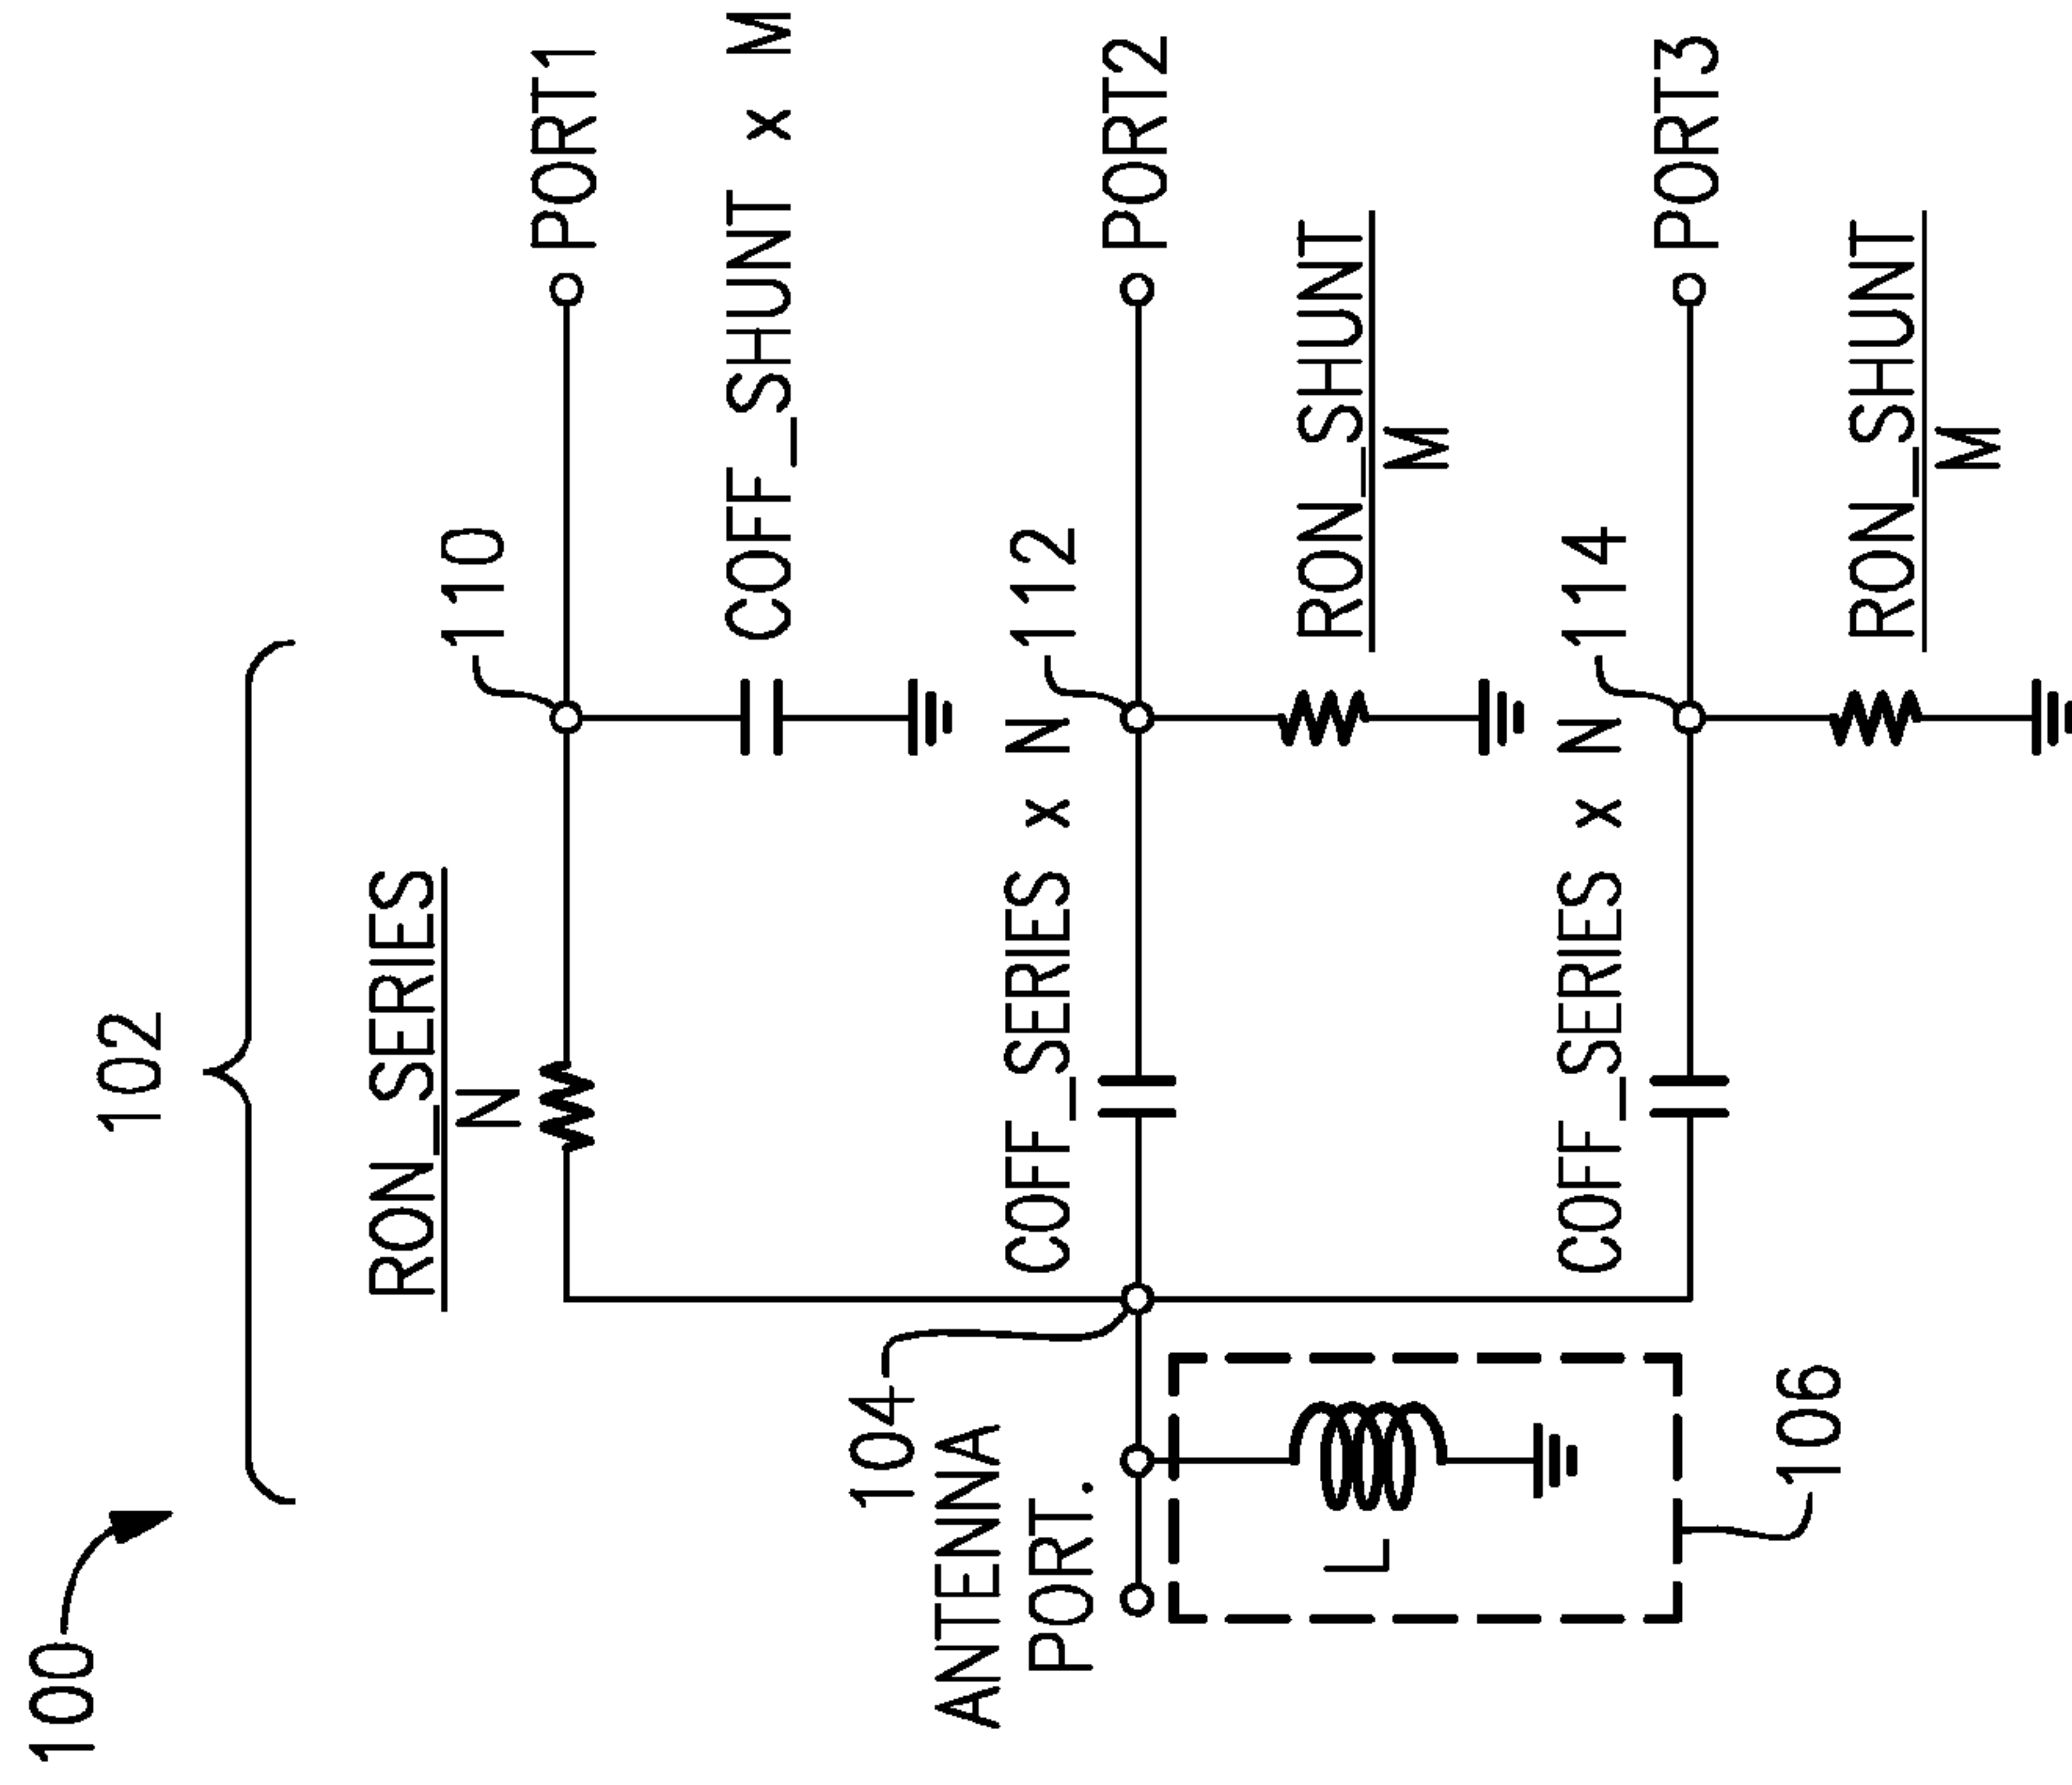 100
102
RON_SERIES
N
110
PORT1
COFF_SHUNT x M
104
ANTENNA
PORT.
COFF_SERIES x N
112
PORT2
RON_SHUNT
M
L
106
COFF_SERIES x N
114
PORT3
RON_SHUNT
M